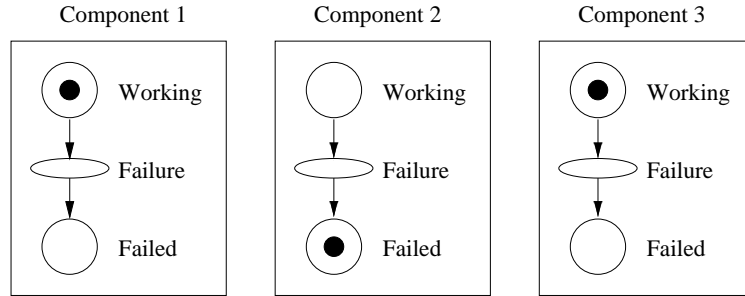 Component 1 Component 2 Component 3
Working Working Working
Failure Failure Failure
Failed Failed Failed